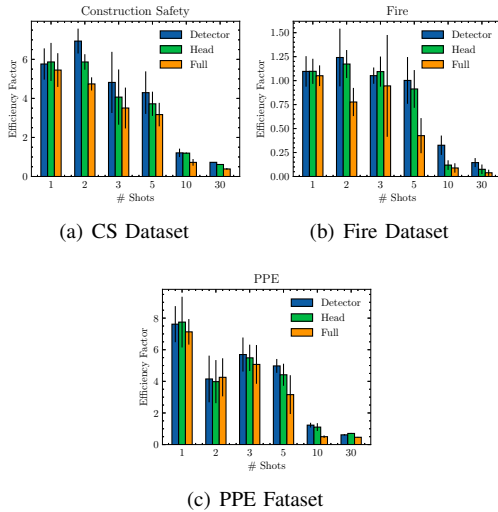 Construction Safety
Detector
Head
Full
Efficiency Factor
6
4
2
0
1 2 3 5 10 30
# Shots
(a) CS Dataset
Fire
Detector
Head
Full
Efficiency Factor
1.50
1.25
1.00
0.75
0.50
0.25
0.00
1 2 3 5 10 30
# Shots
(b) Fire Dataset
PPE
Detector
Head
Full
Efficiency Factor
8
6
4
2
0
1 2 3 5 10 30
# Shots
(c) PPE Fataset